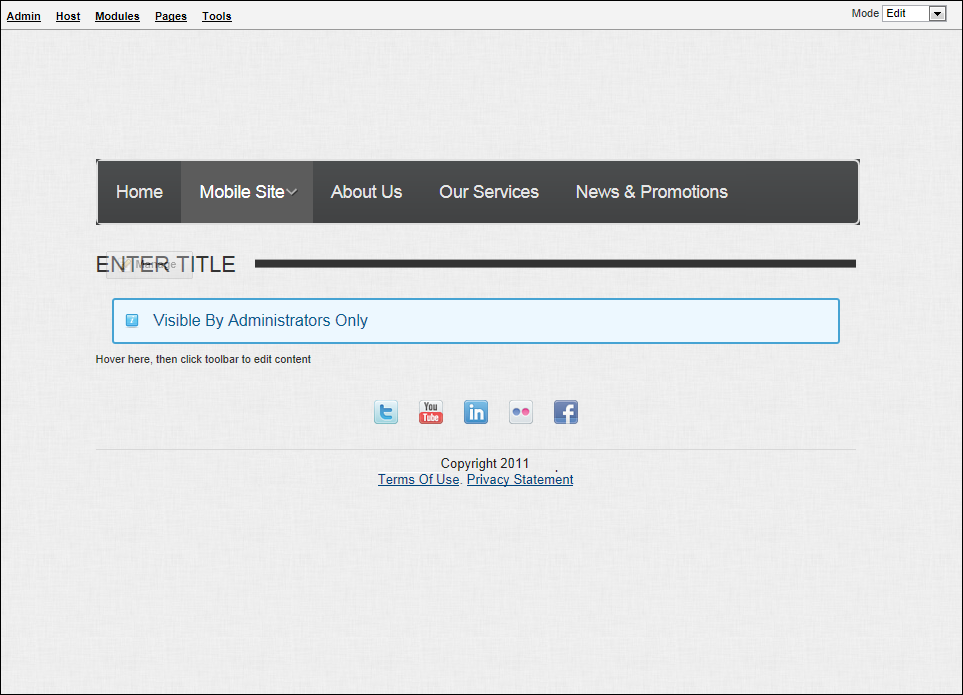 Admin Host Modules Pages Tools Mode Edit
Home Mobile Site About Us Our Services News & Promotions
ENTER TITLE
Manage
Visible By Administrators Only
Hover here, then click toolbar to edit content
You Tube in f
Copyright 2011 .
Terms Of Use. Privacy Statement